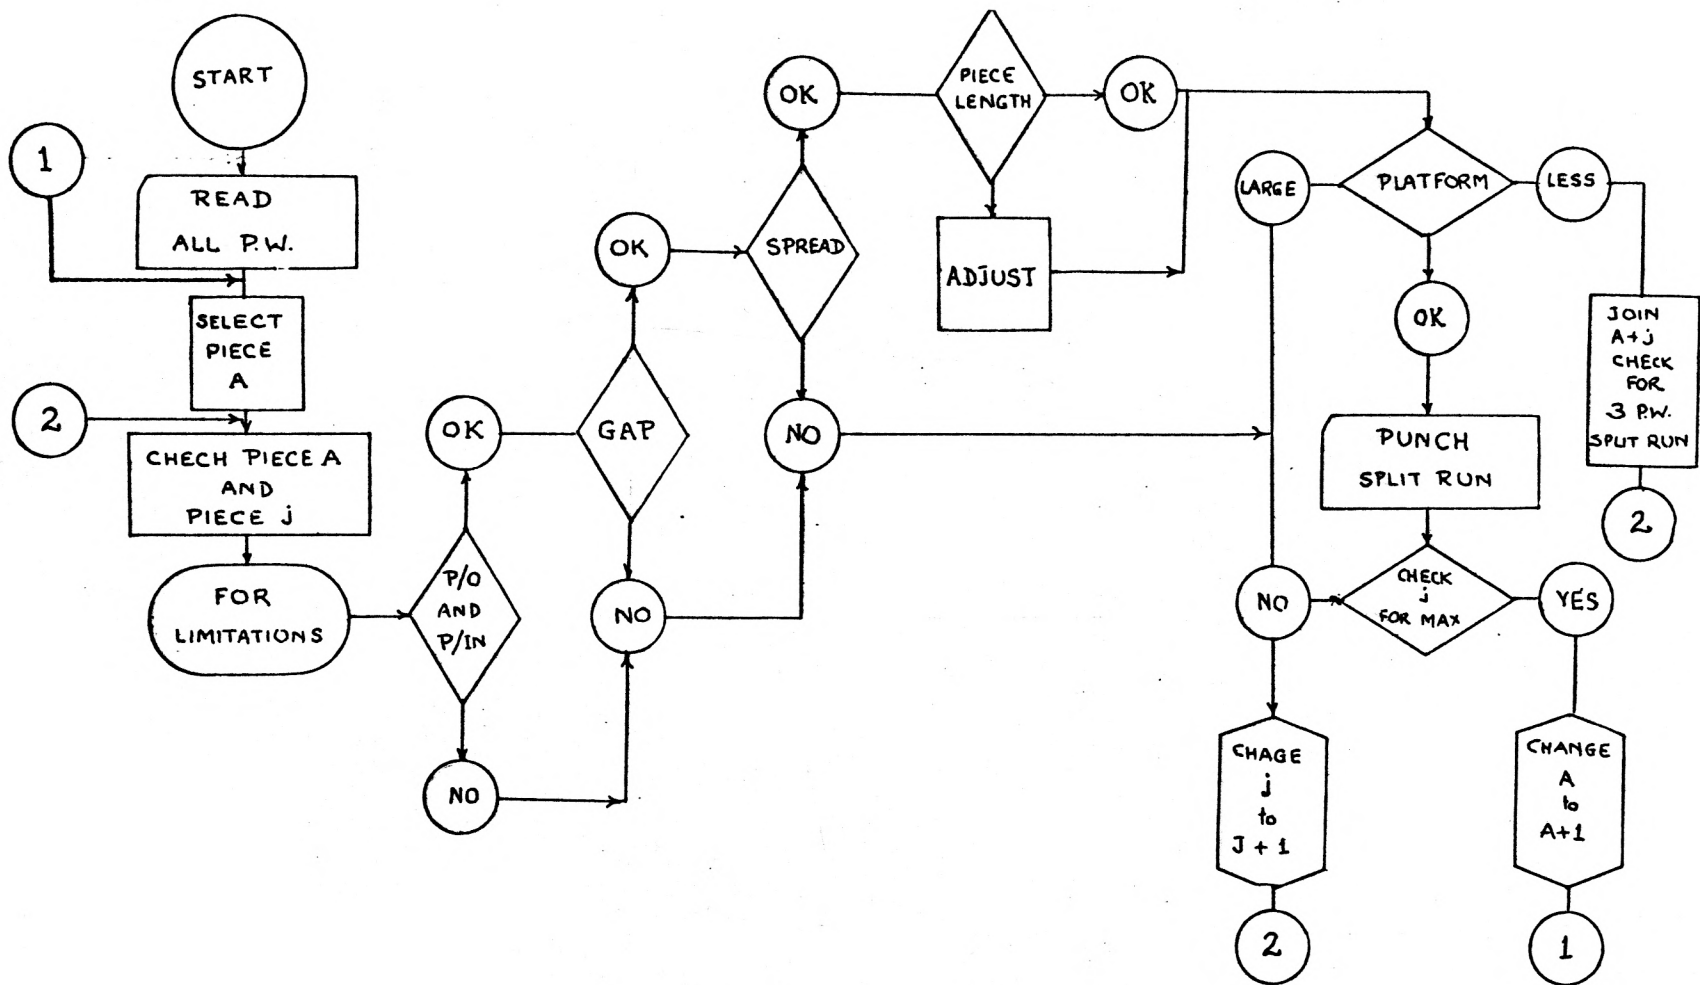 START
1
READ
ALL P.W.
SELECT
PIECE
A
2
CHECH PIECE A
AND
PIECE j
FOR
LIMITATIONS
P/O
AND
P/IN
OK
NO
GAP
OK
NO
SPREAD
OK
NO
PIECE
LENGTH
OK
ADJUST
PLATFORM
LARGE
LESS
OK
JOIN
A+j
CHECK
FOR
3 P.W.
SPLIT RUN
2
PUNCH
SPLIT RUN
CHECK
j
FOR MAX
NO
YES
CHAGE
j
to
J + 1
2
CHANGE
A
to
A+1
1